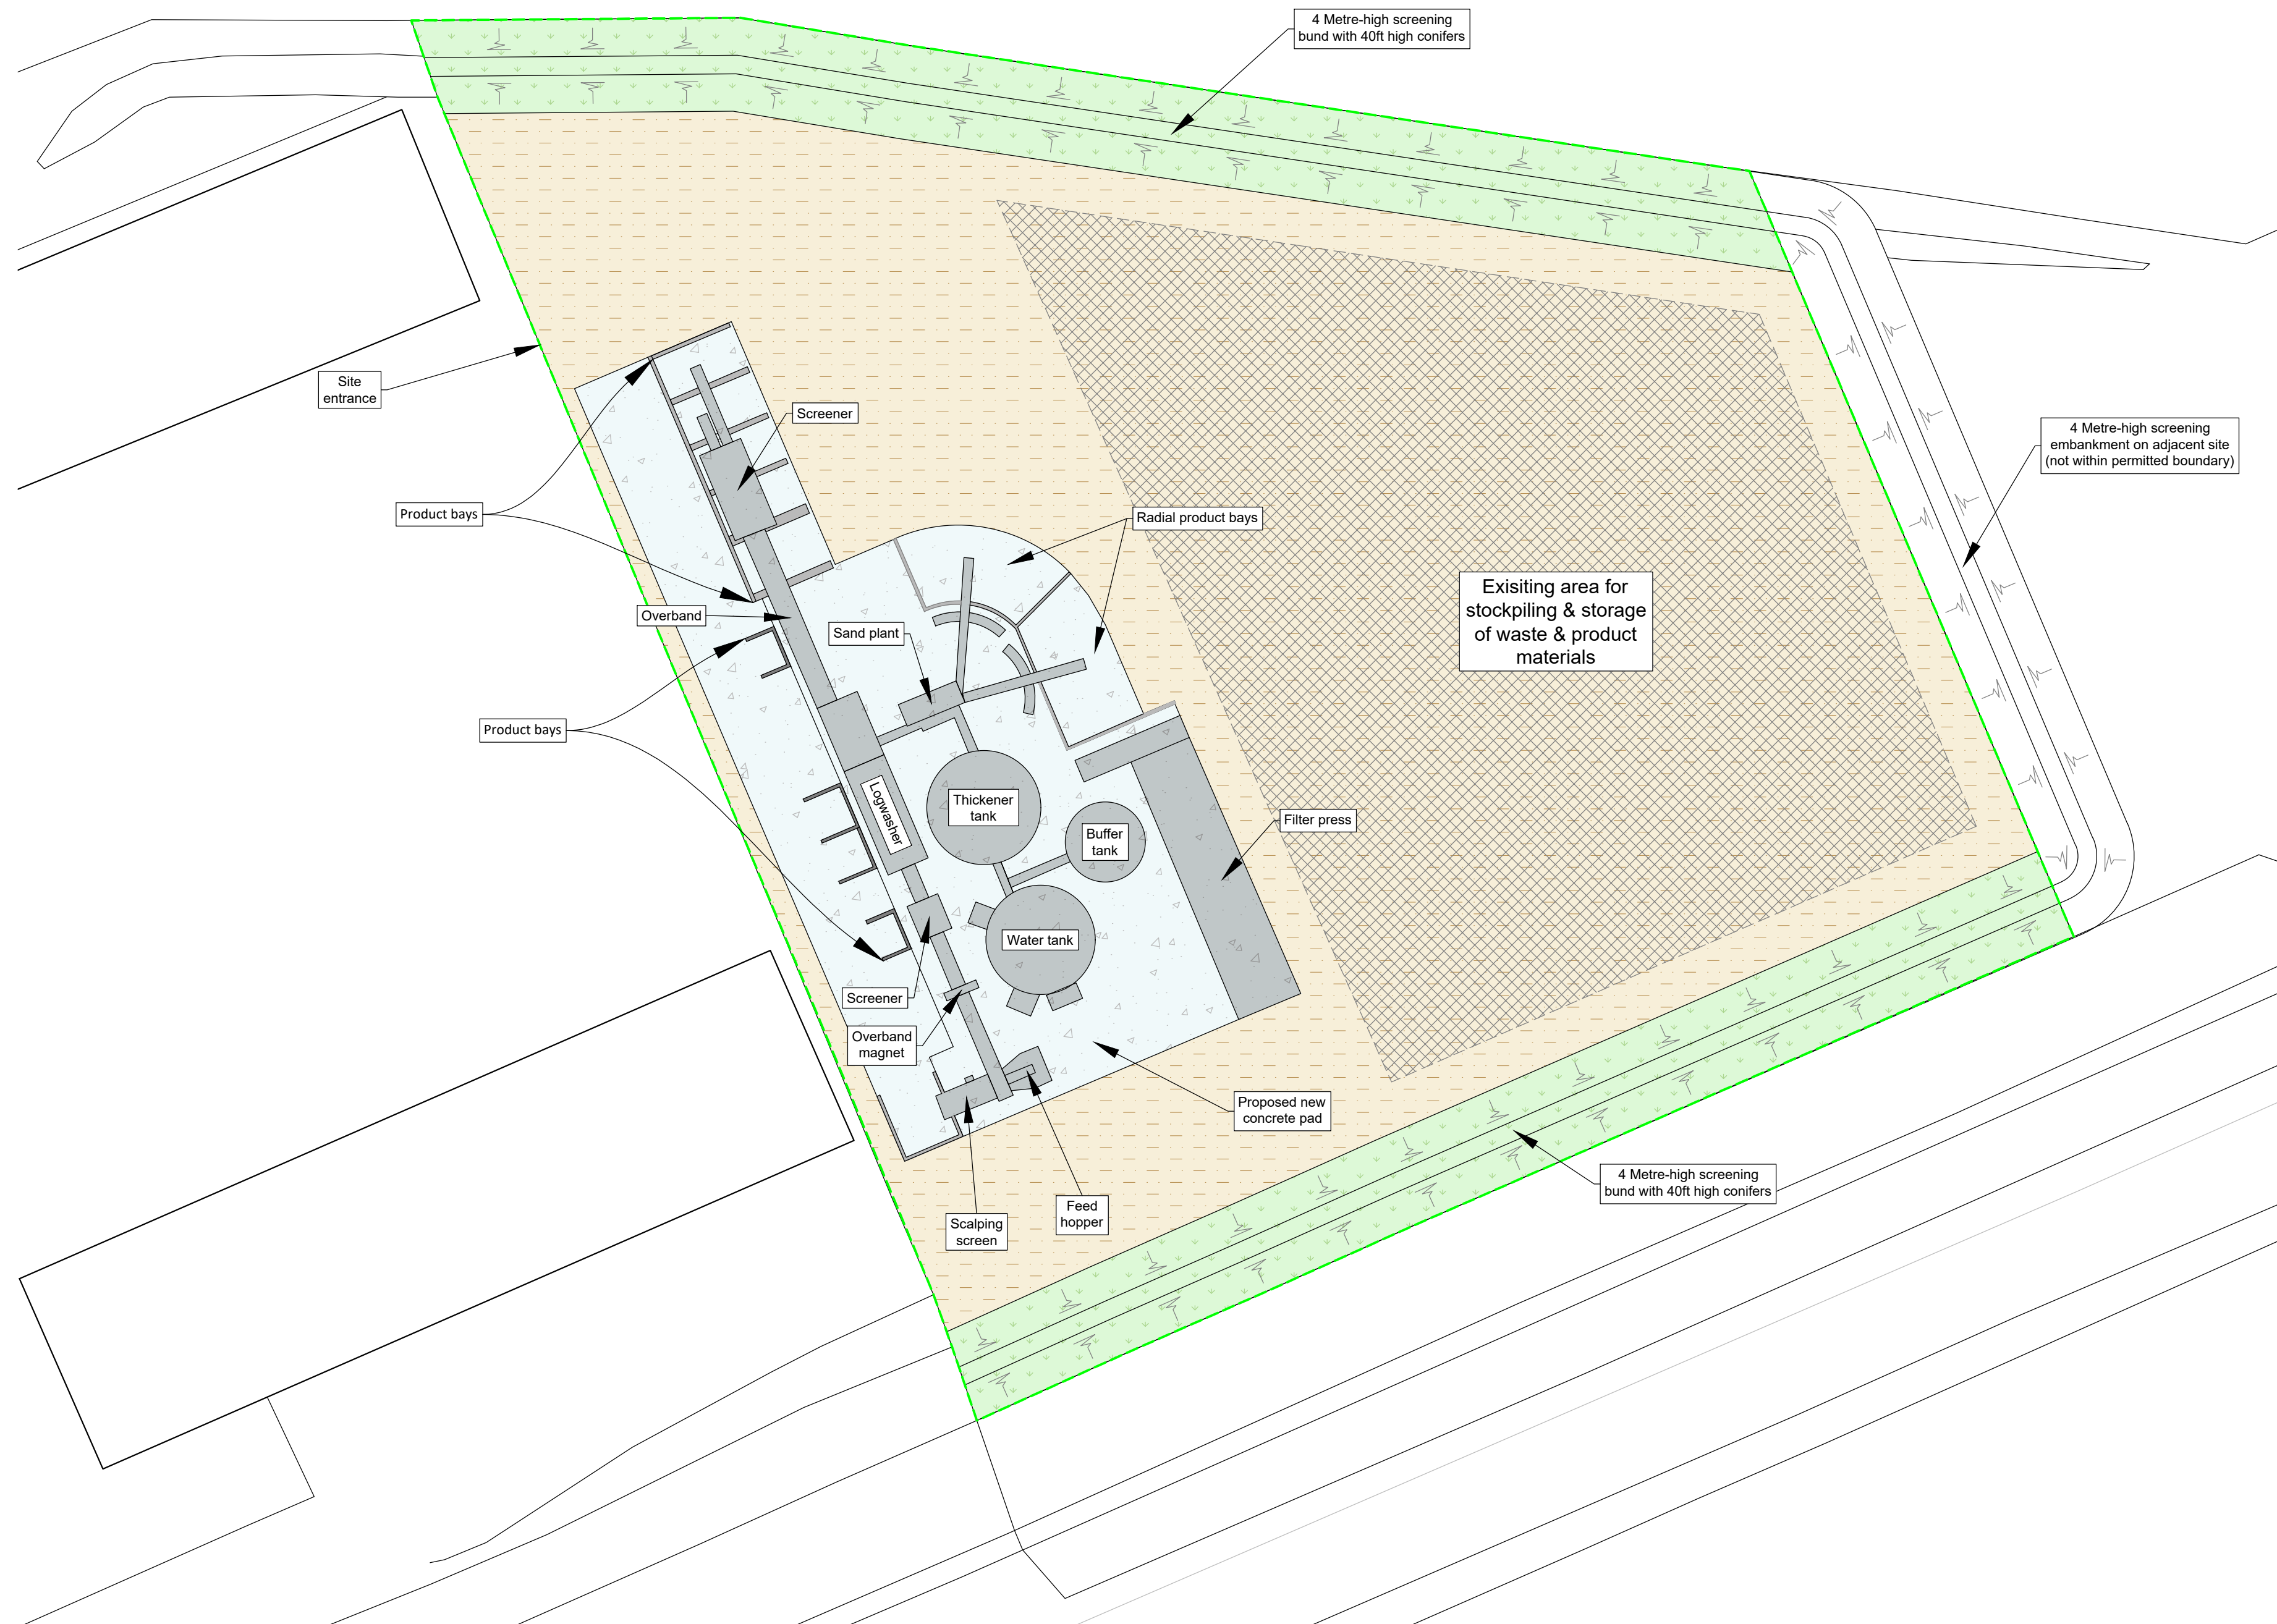 4 Metre-high screening
bund with 40ft high conifers
Site
entrance
Screener
4 Metre-high screening
embankment on adjacent site
(not within permitted boundary)
Product bays
Radial product bays
Overband
Sand plant
Exisiting area for
stockpiling & storage
of waste & product
materials
Product bays
Logwasher
Thickener
tank
Buffer
tank
Filter press
Water tank
Screener
Overband
magnet
Proposed new
concrete pad
4 Metre-high screening
bund with 40ft high conifers
Feed
hopper
Scalping
screen